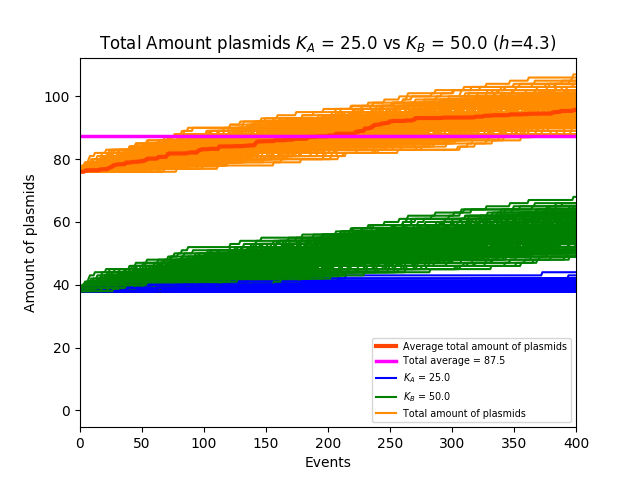 Total Amount plasmids K_A = 25.0 vs K_B = 50.0 (h=4.3)
Amount of plasmids
100
80
60
40
20
0
Average total amount of plasmids
Total average = 87.5
K_A = 25.0
K_B = 50.0
Total amount of plasmids
0 50 100 150 200 250 300 350 400
Events